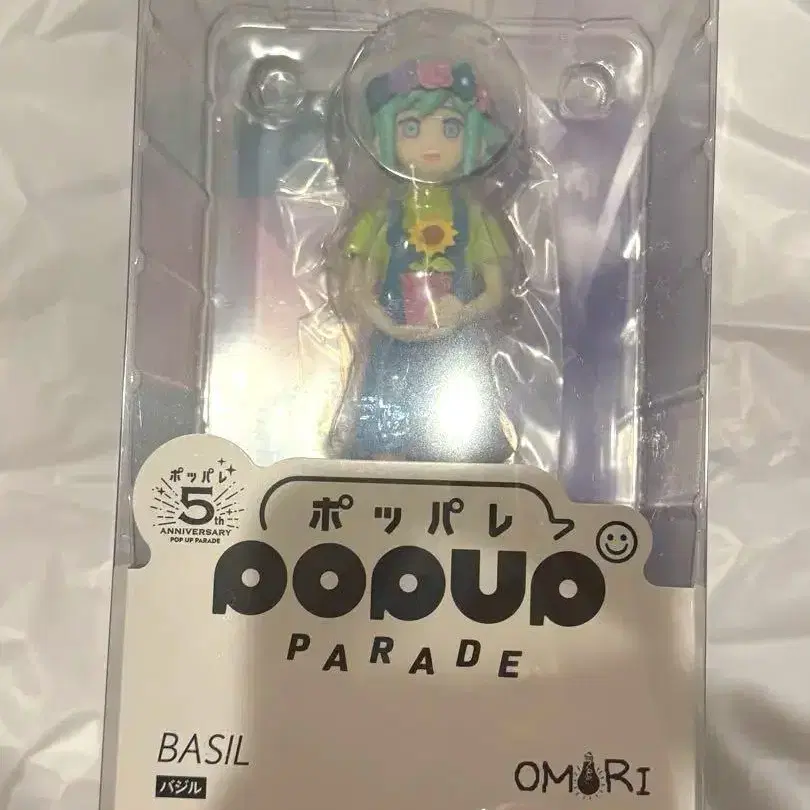 ポッパレ
5th
ANNIVERSARY
POP UP PARADE
ポッパレ
POPUP
PARADE
BASIL
バジル
OMORI